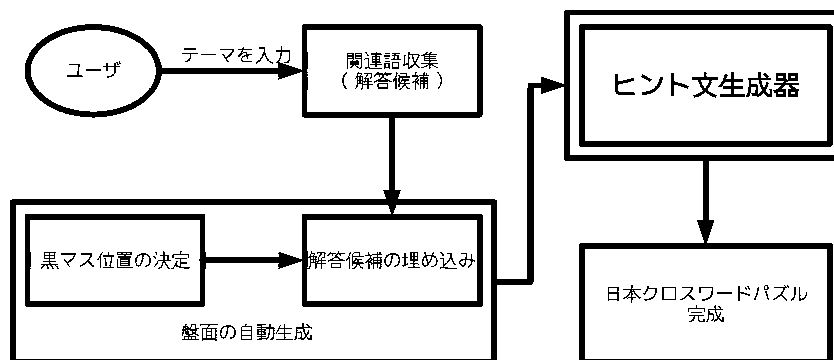 ユーザ
テーマを入力
関連語収集
（ 解答候補 ）
ヒント文生成器
黒マス位置の決定
解答候補の埋め込み
盤面の自動生成
日本クロスワードパズル
完成